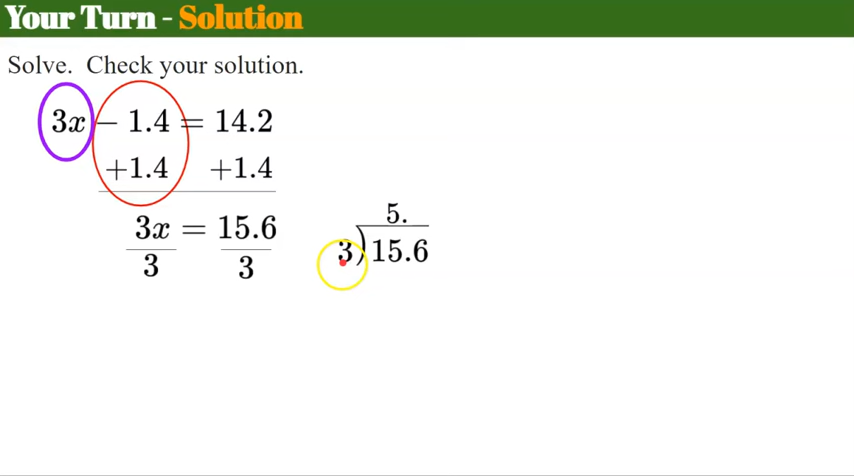 Your Turn - Solution
Solve. Check your solution.
3x − 1.4 = 14.2
+1.4 +1.4
3x = 15.6
3 3
5.
3 ) 15.6